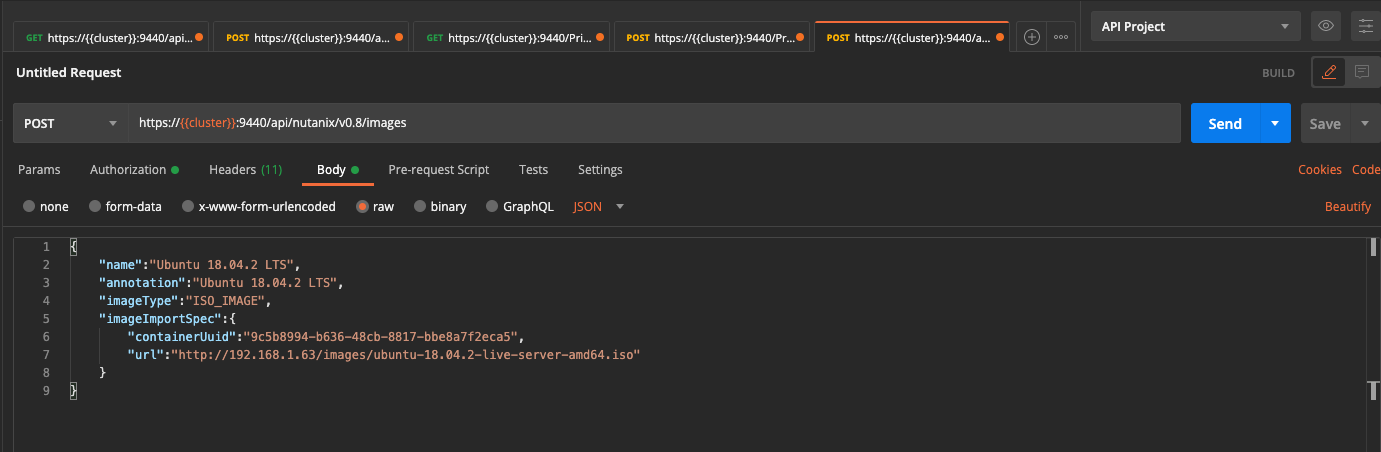 GET https://{{cluster}}:9440/api... POST https://{{cluster}}:9440/a... GET https://{{cluster}}:9440/Pri... POST https://{{cluster}}:9440/Pr... POST https://{{cluster}}:9440/a... API Project
Untitled Request BUILD
POST https://{{cluster}}:9440/api/nutanix/v0.8/images Send Save
Params Authorization Headers (11) Body Pre-request Script Tests Settings Cookies Code
none form-data x-www-form-urlencoded raw binary GraphQL JSON Beautify
1 {
2 "name":"Ubuntu 18.04.2 LTS",
3 "annotation":"Ubuntu 18.04.2 LTS",
4 "imageType":"ISO_IMAGE",
5 "imageImportSpec":{
6 "containerUuid":"9c5b8994-b636-48cb-8817-bbe8a7f2eca5",
7 "url":"http://192.168.1.63/images/ubuntu-18.04.2-live-server-amd64.iso"
8 }
9 }